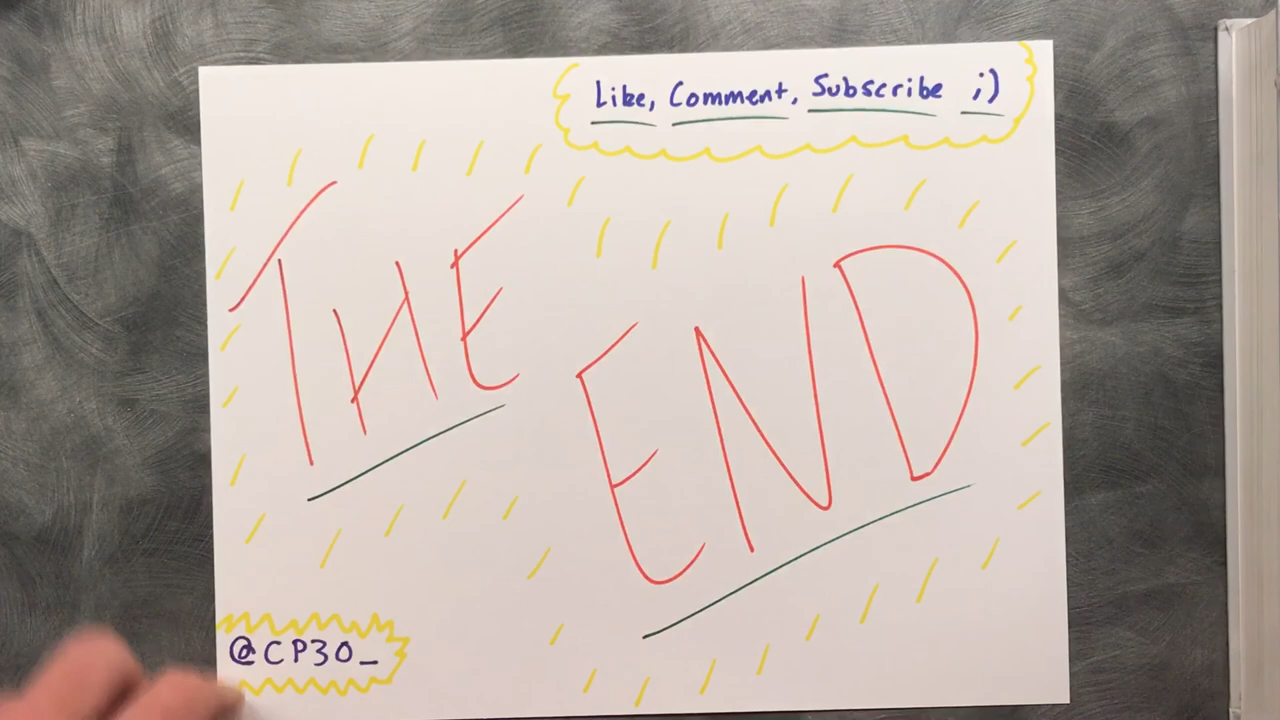 Like, Comment, Subscribe ;)
THE
END
@CP30_